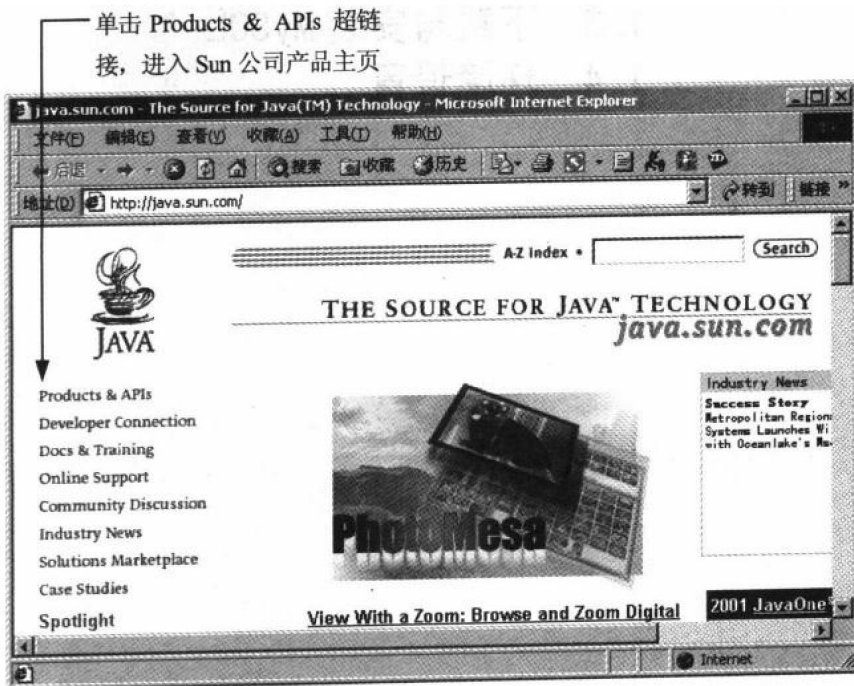 单击 Products & APIs 超链
接，进入 Sun 公司产品主页
java.sun.com - The Source for Java(TM) Technology - Microsoft Internet Explorer
文件(F) 编辑(E) 查看(V) 收藏(A) 工具(T) 帮助(H)
后退 搜索 收藏 历史
地址(D) http://java.sun.com/ 转到 链接 »
A-Z Index • Search
THE SOURCE FOR JAVA™ TECHNOLOGY
java.sun.com
JAVA™
Products & APIs
Developer Connection
Docs & Training
Online Support
Community Discussion
Industry News
Solutions Marketplace
Case Studies
Spotlight
PhotoMesa
View With a Zoom: Browse and Zoom Digital
Industry News
Success Story
Metropolitan Region
Systems Launches Wi
with Oceanlake's
2001 JavaOne
Internet